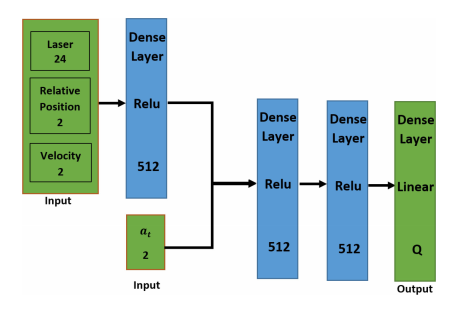 Laser
24
Relative
Position
2
Velocity
2
Input
Dense
Layer
Relu
512
a_t
2
Input
Dense
Layer
Relu
512
Dense
Layer
Relu
512
Dense
Layer
Linear
Q
Output